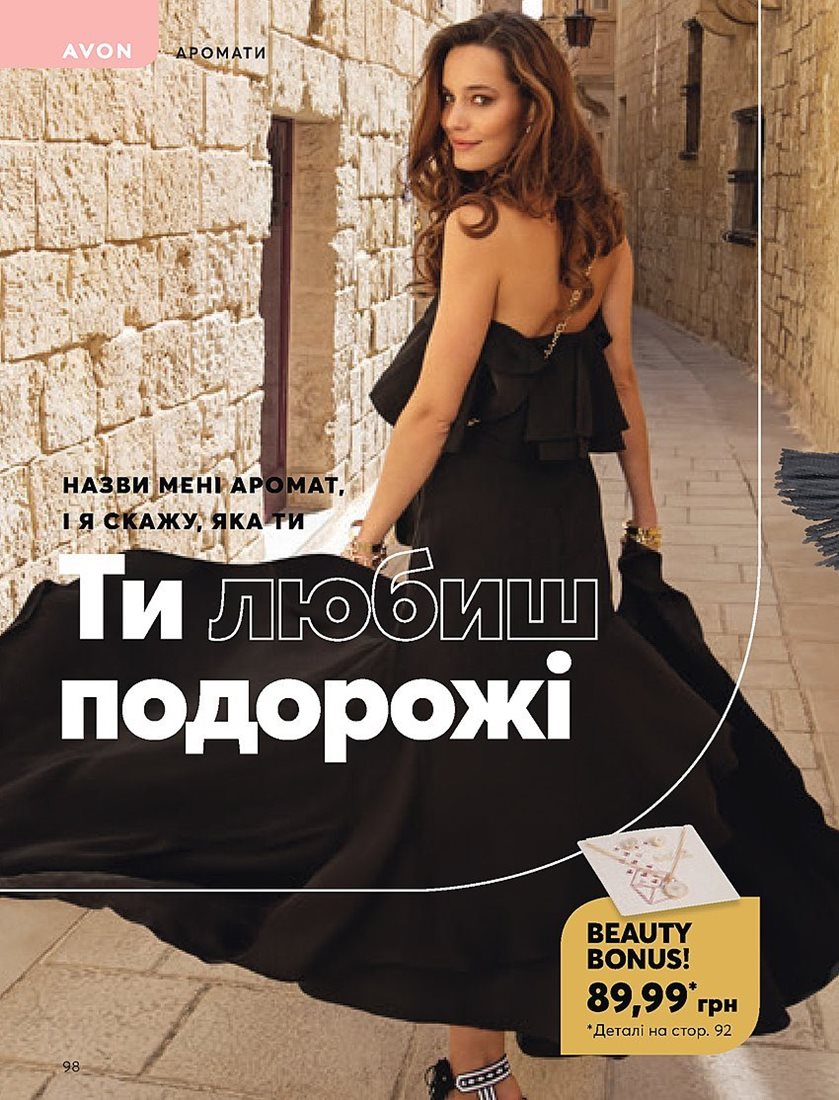 AVON
АРОМАТИ
НАЗВИ МЕНІ АРОМАТ,
І Я СКАЖУ, ЯКА ТИ
Ти любиш
подорожі
BEAUTY
BONUS!
89,99* грн
*Деталі на стор. 92
98